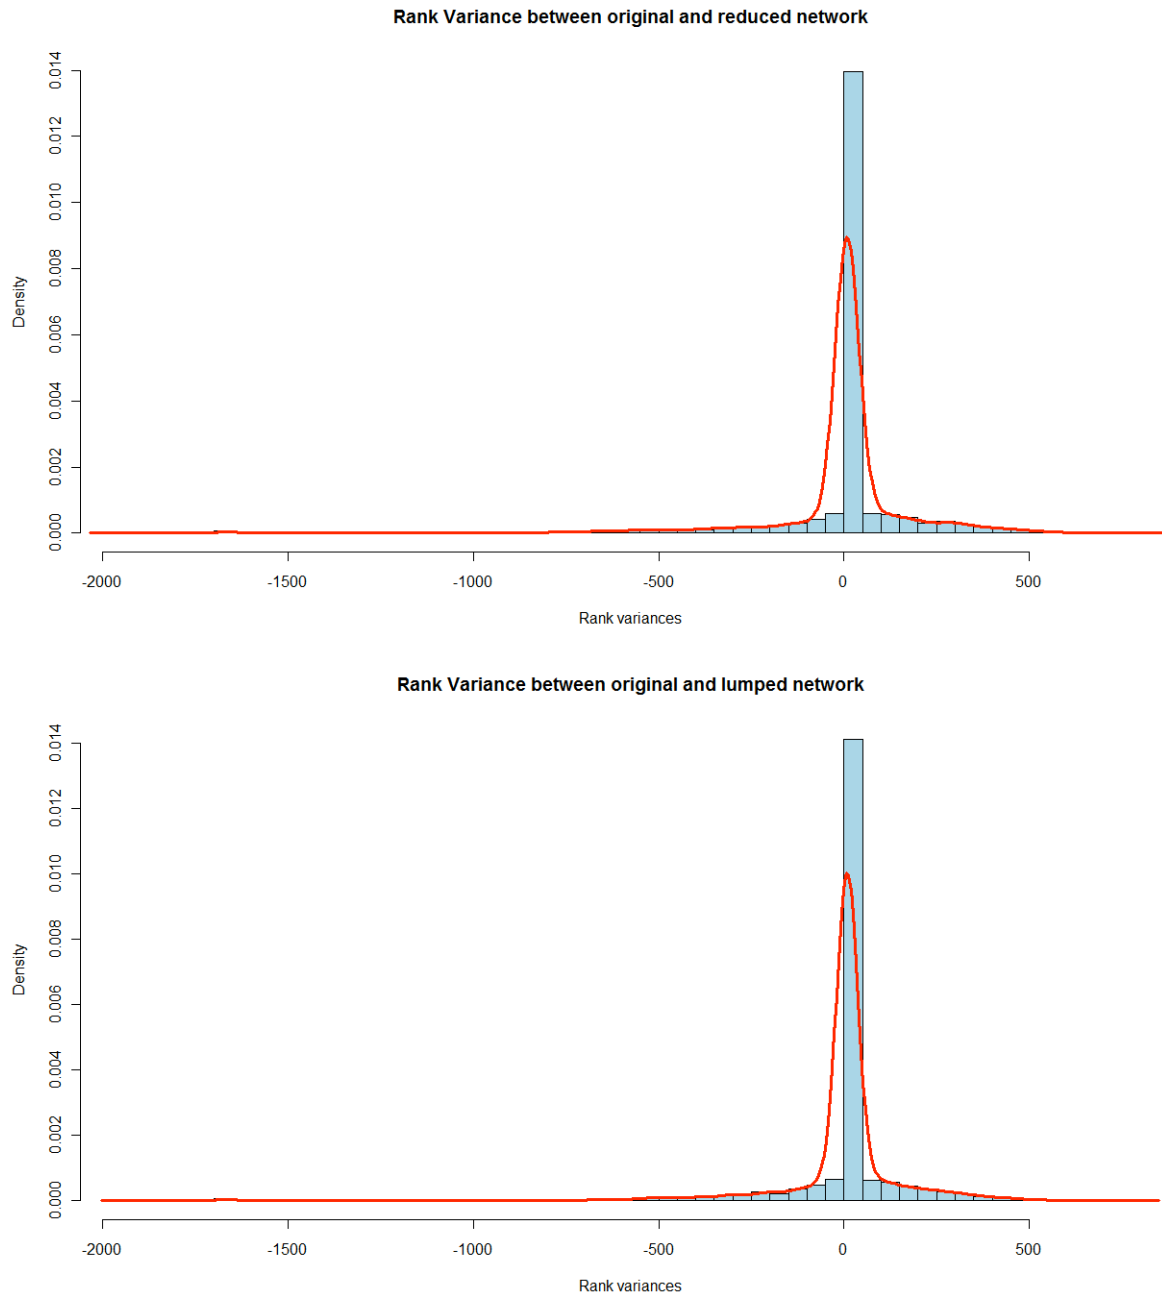 Rank Variance between original and reduced network
0.014
0.012
0.010
0.008
0.006
0.004
0.002
0.000
Density
-2000 -1500 -1000 -500 0 500
Rank variances
Rank Variance between original and lumped network
0.014
0.012
0.010
0.008
0.006
0.004
0.002
0.000
Density
-2000 -1500 -1000 -500 0 500
Rank variances